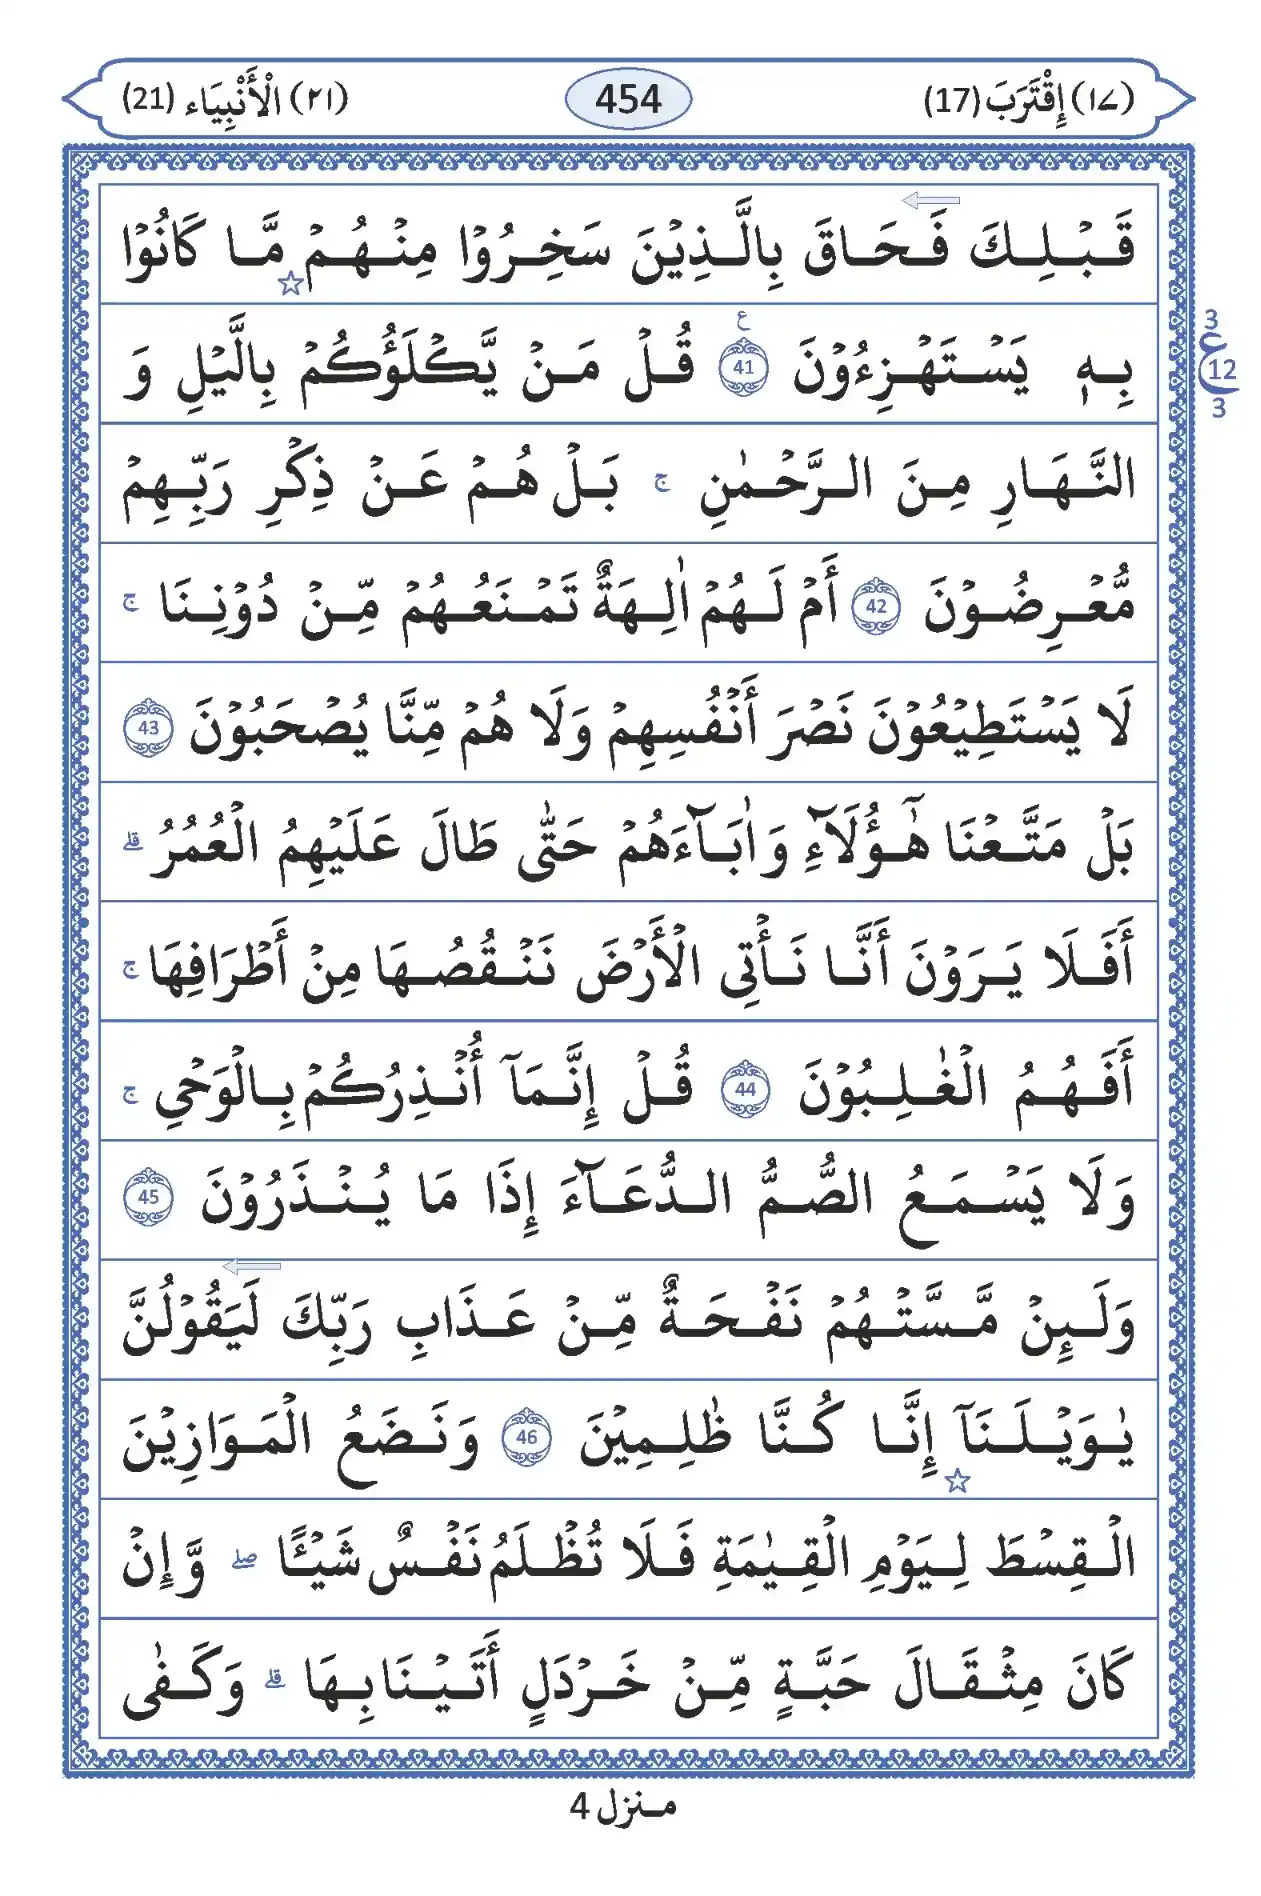 (١٧) إِقْتَرَبَ (17) 454 (٢١) الْأَنْبِيَاء (21)
قَبْلِكَ فَحَاقَ بِالَّذِيْنَ سَخِرُوْا مِنْهُمْ مَّا كَانُوْا
بِهٖ يَسْتَهْزِءُوْنَ 41 ع قُلْ مَنْ يَّكْلَؤُكُمْ بِالَّيْلِ وَ
3 ع 12 3
النَّهَارِ مِنَ الرَّحْمٰنِ ج بَلْ هُمْ عَنْ ذِكْرِ رَبِّهِمْ
مُّعْرِضُوْنَ 42 أَمْ لَهُمْ اٰلِهَةٌ تَمْنَعُهُمْ مِّنْ دُوْنِنَا ج
لَا يَسْتَطِيْعُوْنَ نَصْرَ أَنْفُسِهِمْ وَلَا هُمْ مِّنَّا يُصْحَبُوْنَ 43
بَلْ مَتَّعْنَا هٰٓؤُلَآءِ وَاٰبَآءَهُمْ حَتّٰى طَالَ عَلَيْهِمُ الْعُمُرُ قلے
أَفَلَا يَرَوْنَ أَنَّا نَأْتِى الْأَرْضَ نَنْقُصُهَا مِنْ أَطْرَافِهَا ج
أَفَهُمُ الْغٰلِبُوْنَ 44 قُلْ إِنَّمَآ أُنْذِرُكُمْ بِالْوَحْيِ ج
وَلَا يَسْمَعُ الصُّمُّ الدُّعَآءَ إِذَا مَا يُنْذَرُوْنَ 45
وَلَئِنْ مَّسَّتْهُمْ نَفْحَةٌ مِّنْ عَذَابِ رَبِّكَ لَيَقُوْلُنَّ
يٰوَيْلَنَآ إِنَّا كُنَّا ظٰلِمِيْنَ 46 وَنَضَعُ الْمَوَازِيْنَ
الْقِسْطَ لِيَوْمِ الْقِيٰمَةِ فَلَا تُظْلَمُ نَفْسٌ شَيْـًٔا صلے وَّإِنْ
كَانَ مِثْقَالَ حَبَّةٍ مِّنْ خَرْدَلٍ أَتَيْنَا بِهَا قلے وَكَفٰى
منزل 4